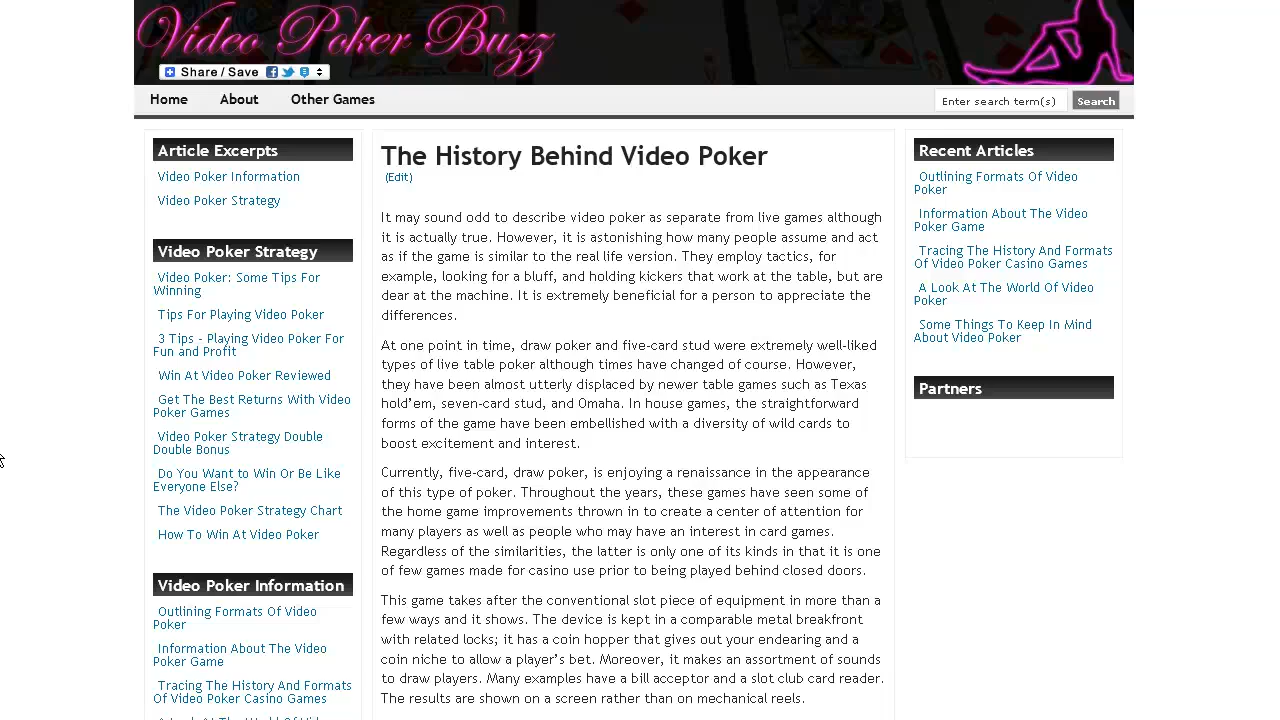 Video Poker Buzz
Share / Save
Home
About
Other Games
Enter search term(s)
Search
Article Excerpts
Video Poker Information
Video Poker Strategy
Video Poker Strategy
Video Poker: Some Tips For
Winning
Tips For Playing Video Poker
3 Tips - Playing Video Poker For
Fun and Profit
Win At Video Poker Reviewed
Get The Best Returns With Video
Poker Games
Video Poker Strategy Double
Double Bonus
Do You Want to Win Or Be Like
Everyone Else?
The Video Poker Strategy Chart
How To Win At Video Poker
Video Poker Information
Outlining Formats Of Video
Poker
Information About The Video
Poker Game
Tracing The History And Formats
Of Video Poker Casino Games
The History Behind Video Poker
(Edit)
It may sound odd to describe video poker as separate from live games although
it is actually true. However, it is astonishing how many people assume and act
as if the game is similar to the real life version. They employ tactics, for
example, looking for a bluff, and holding kickers that work at the table, but are
dear at the machine. It is extremely beneficial for a person to appreciate the
differences.
At one point in time, draw poker and five-card stud were extremely well-liked
types of live table poker although times have changed of course. However,
they have been almost utterly displaced by newer table games such as Texas
hold'em, seven-card stud, and Omaha. In house games, the straightforward
forms of the game have been embellished with a diversity of wild cards to
boost excitement and interest.
Currently, five-card, draw poker, is enjoying a renaissance in the appearance
of this type of poker. Throughout the years, these games have seen some of
the home game improvements thrown in to create a center of attention for
many players as well as people who may have an interest in card games.
Regardless of the similarities, the latter is only one of its kinds in that it is one
of few games made for casino use prior to being played behind closed doors.
This game takes after the conventional slot piece of equipment in more than a
few ways and it shows. The device is kept in a comparable metal breakfront
with related locks; it has a coin hopper that gives out your endearing and a
coin niche to allow a player's bet. Moreover, it makes an assortment of sounds
to draw players. Many examples have a bill acceptor and a slot club card reader.
The results are shown on a screen rather than on mechanical reels.
Recent Articles
Outlining Formats Of Video
Poker
Information About The Video
Poker Game
Tracing The History And Formats
Of Video Poker Casino Games
A Look At The World Of Video
Poker
Some Things To Keep In Mind
About Video Poker
Partners